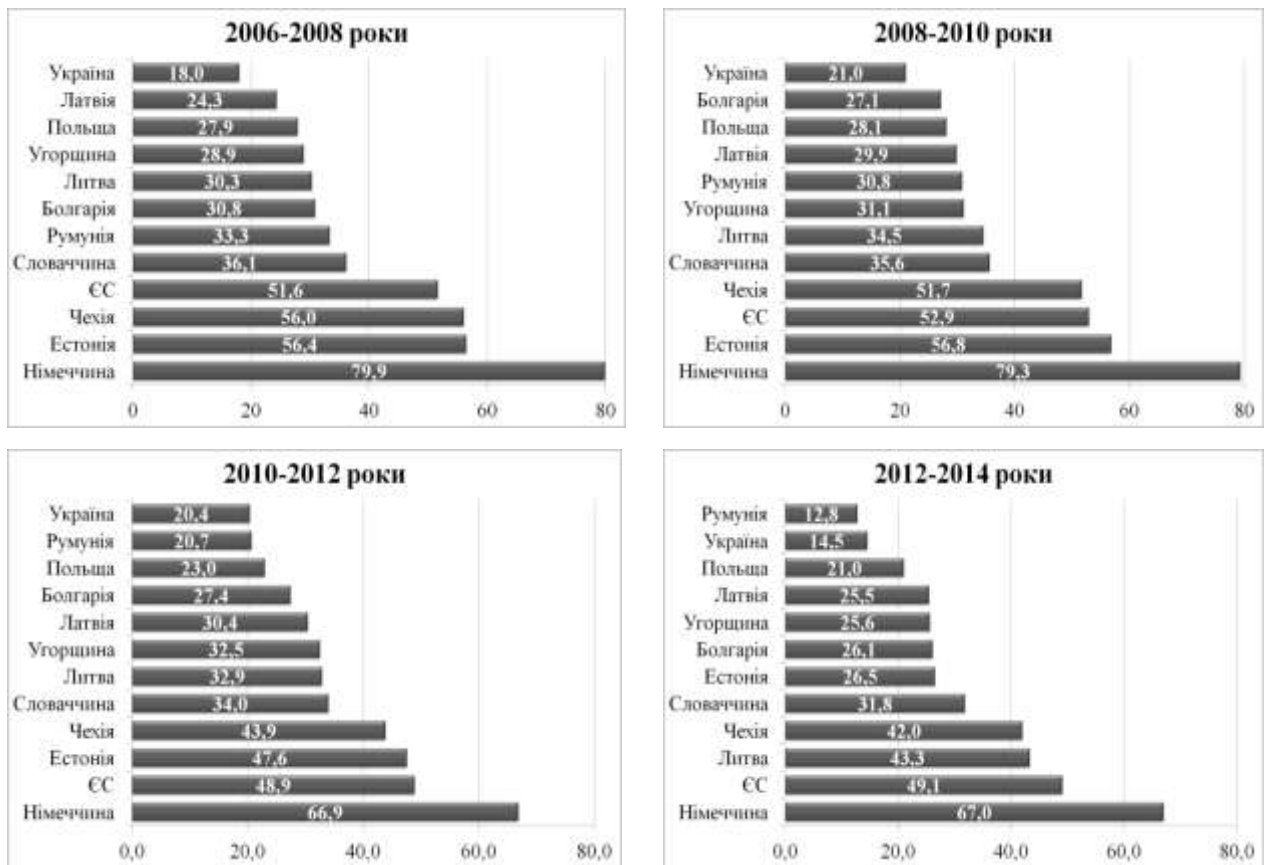 2006-2008 роки
Україна 18,0
Латвія 24,3
Польща 27,9
Угорщина 28,9
Литва 30,3
Болгарія 30,8
Румунія 33,3
Словаччина 36,1
ЄС 51,6
Чехія 56,0
Естонія 56,4
Німеччина 79,9
0 20 40 60 80
2008-2010 роки
Україна 21,0
Болгарія 27,1
Польща 28,1
Латвія 29,9
Румунія 30,8
Угорщина 31,1
Литва 34,5
Словаччина 35,6
Чехія 51,7
ЄС 52,9
Естонія 56,8
Німеччина 79,3
0 20 40 60 80
2010-2012 роки
Україна 20,4
Румунія 20,7
Польща 23,0
Болгарія 27,4
Латвія 30,4
Угорщина 32,5
Литва 32,9
Словаччина 34,0
Чехія 43,9
Естонія 47,6
ЄС 48,9
Німеччина 66,9
0,0 20,0 40,0 60,0 80,0
2012-2014 роки
Румунія 12,8
Україна 14,5
Польща 21,0
Латвія 25,5
Угорщина 25,6
Болгарія 26,1
Естонія 26,5
Словаччина 31,8
Чехія 42,0
Литва 43,3
ЄС 49,1
Німеччина 67,0
0,0 20,0 40,0 60,0 80,0